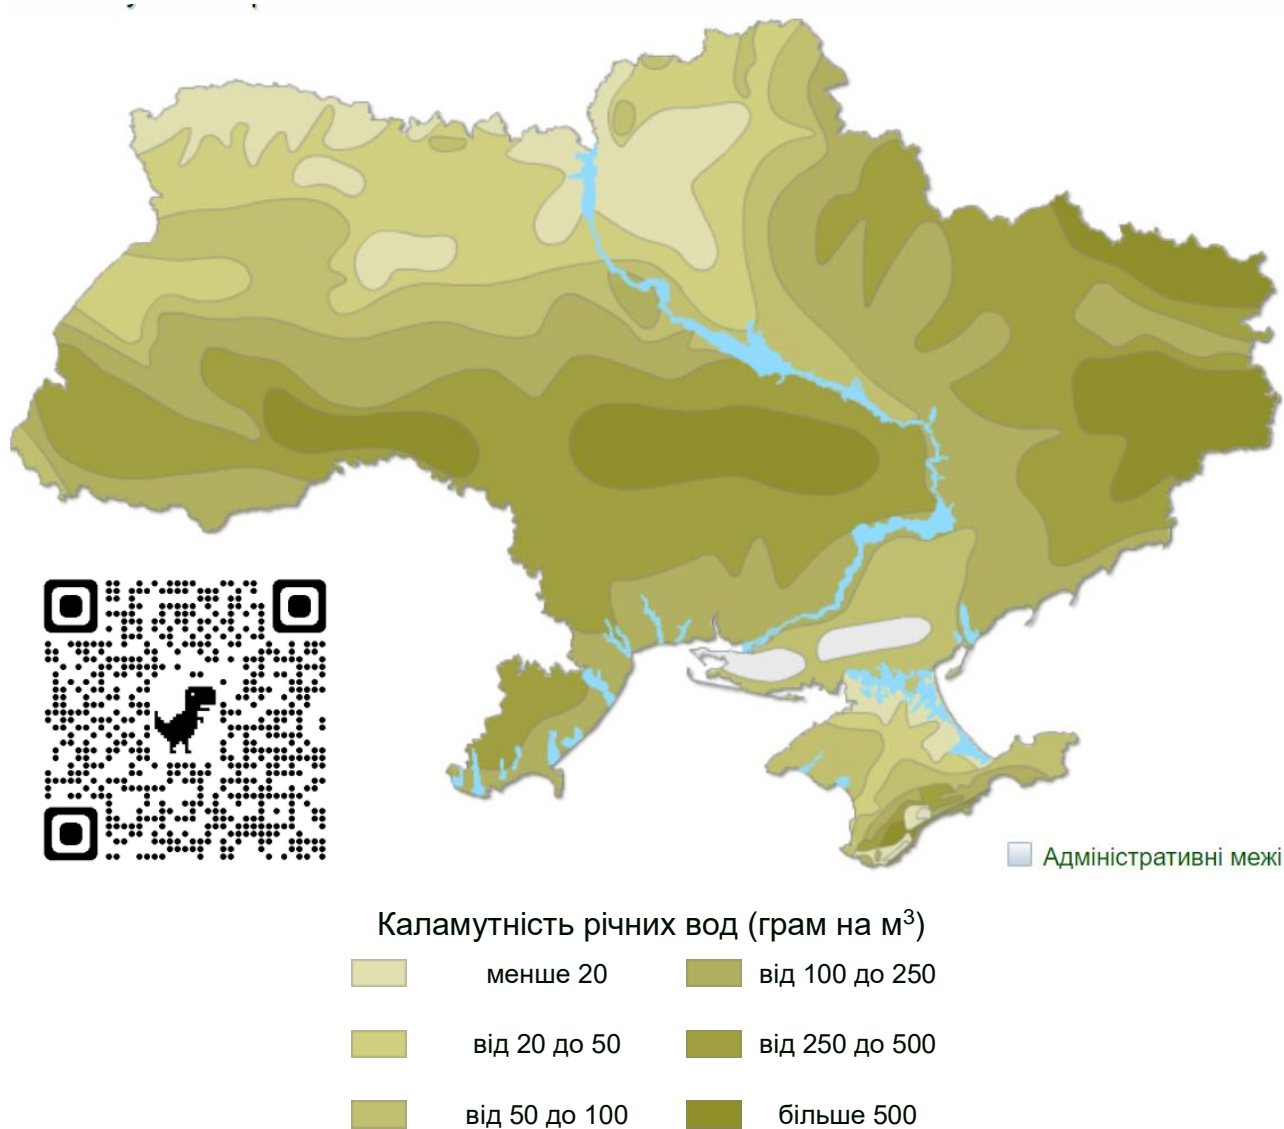 Адміністративні межі
Каламутність річних вод (грам на м³)
менше 20
від 100 до 250
від 20 до 50
від 250 до 500
від 50 до 100
більше 500